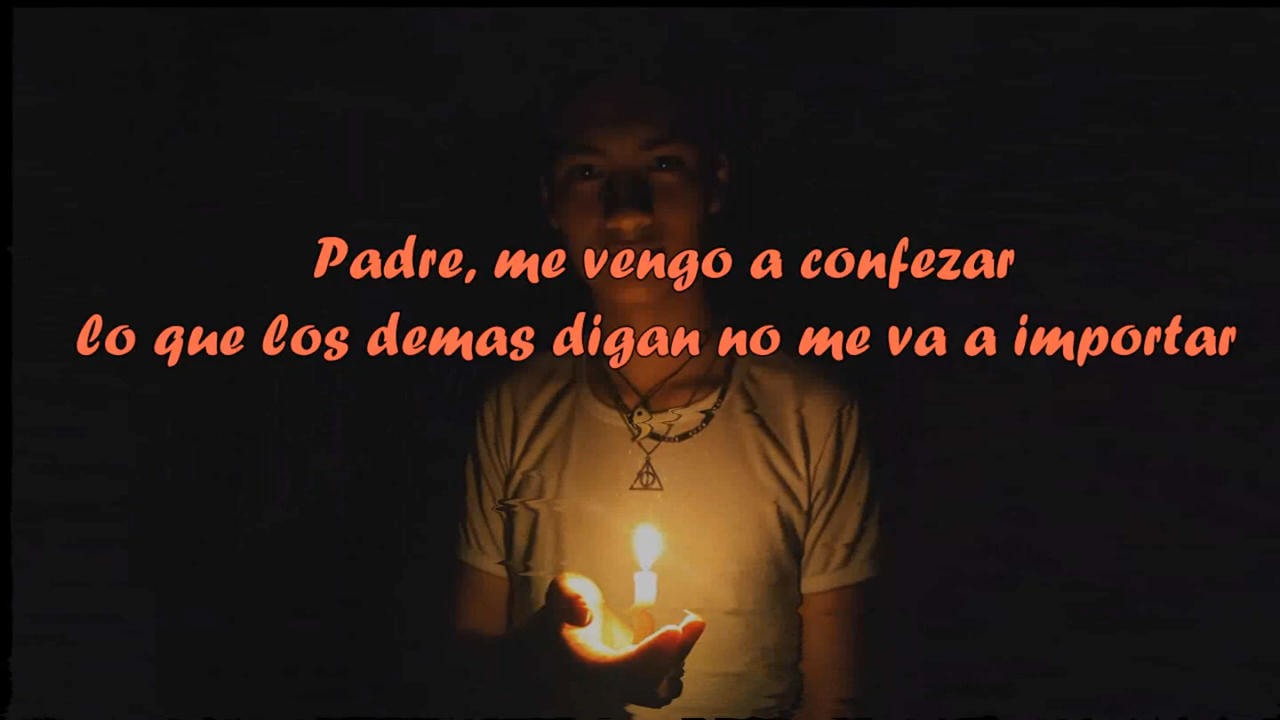 Padre, me vengo a confezar
lo que los demas digan no me va a importar